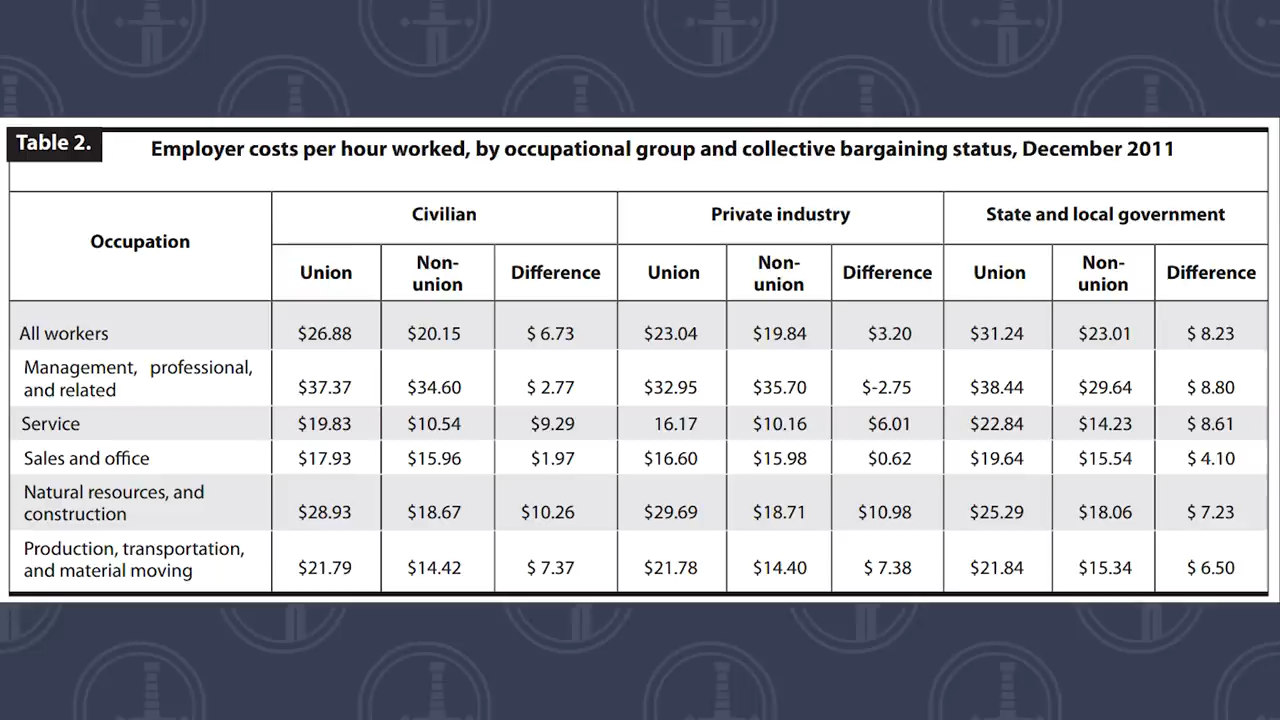 Table 2.
Employer costs per hour worked, by occupational group and collective bargaining status, December 2011
Occupation
Civilian
Private industry
State and local government
Union
Non-
union
Difference
Union
Non-
union
Difference
Union
Non-
union
Difference
All workers $26.88 $20.15 $ 6.73 $23.04 $19.84 $3.20 $31.24 $23.01 $ 8.23
Management, professional,
and related $37.37 $34.60 $ 2.77 $32.95 $35.70 $-2.75 $38.44 $29.64 $ 8.80
Service $19.83 $10.54 $9.29 16.17 $10.16 $6.01 $22.84 $14.23 $ 8.61
Sales and office $17.93 $15.96 $1.97 $16.60 $15.98 $0.62 $19.64 $15.54 $ 4.10
Natural resources, and
construction $28.93 $18.67 $10.26 $29.69 $18.71 $10.98 $25.29 $18.06 $ 7.23
Production, transportation,
and material moving $21.79 $14.42 $ 7.37 $21.78 $14.40 $ 7.38 $21.84 $15.34 $ 6.50